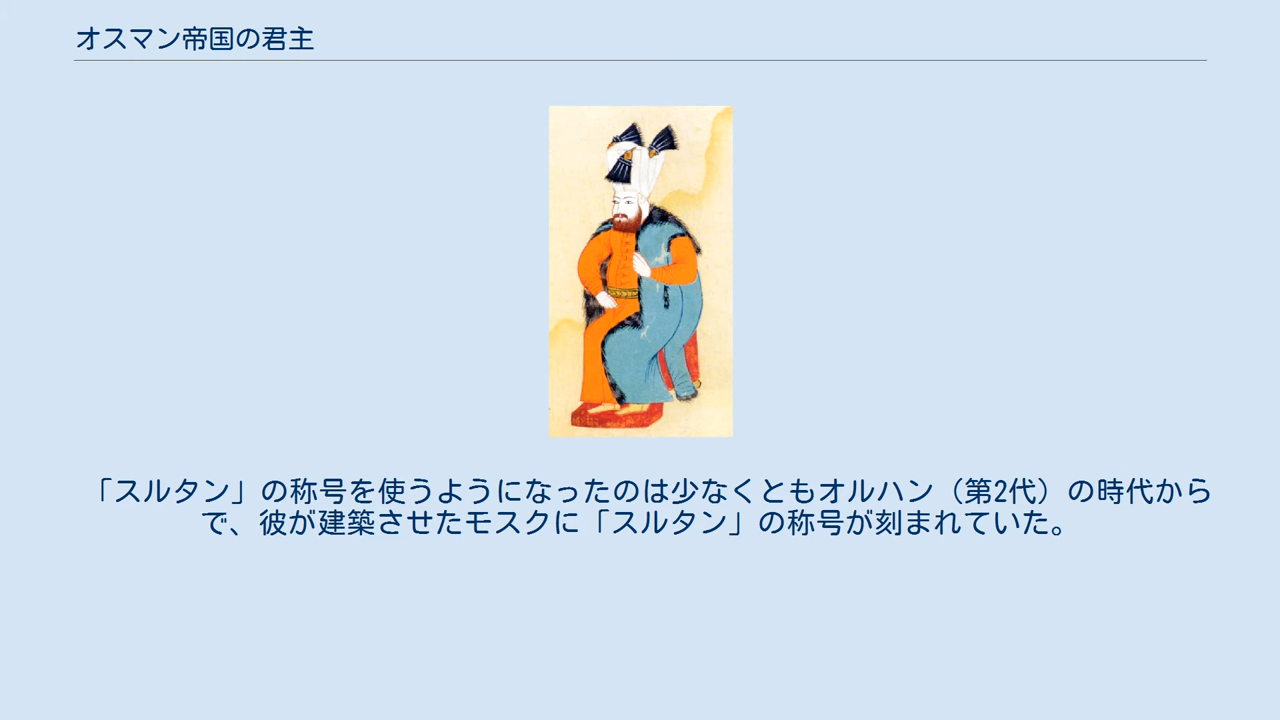 オスマン帝国の君主
「スルタン」の称号を使うようになったのは少なくともオルハン（第2代）の時代から
で、彼が建築させたモスクに「スルタン」の称号が刻まれていた。